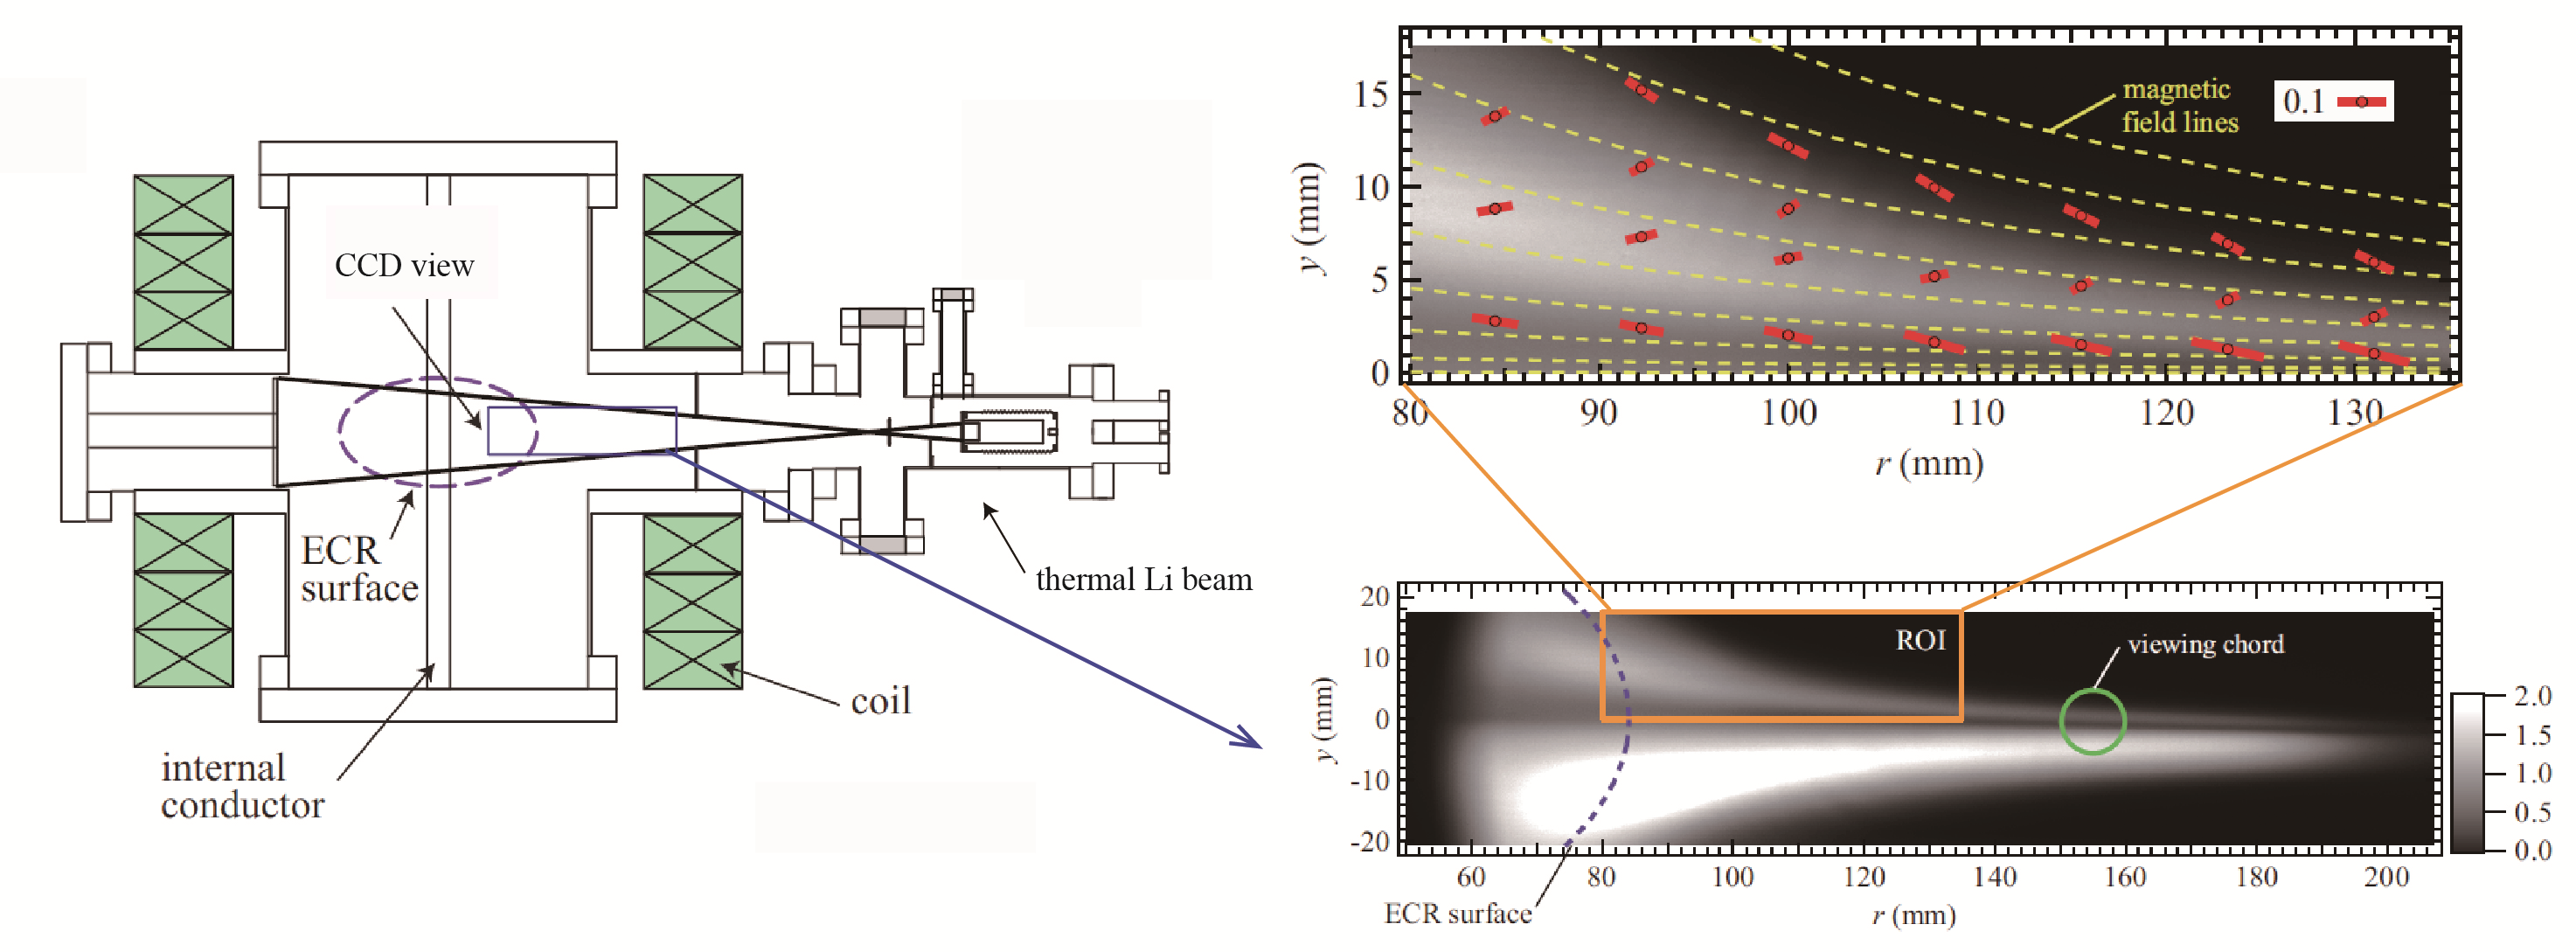 CCD view
ECR
surface
internal
conductor
coil
thermal Li beam
15
10
5
0
y (mm)
magnetic
field lines
0.1
80
90
100
110
120
130
r (mm)
20
10
0
-10
-20
y (mm)
ROI
viewing chord
2.0
1.5
1.0
0.5
0.0
60
80
100
120
140
160
180
200
ECR surface
r (mm)